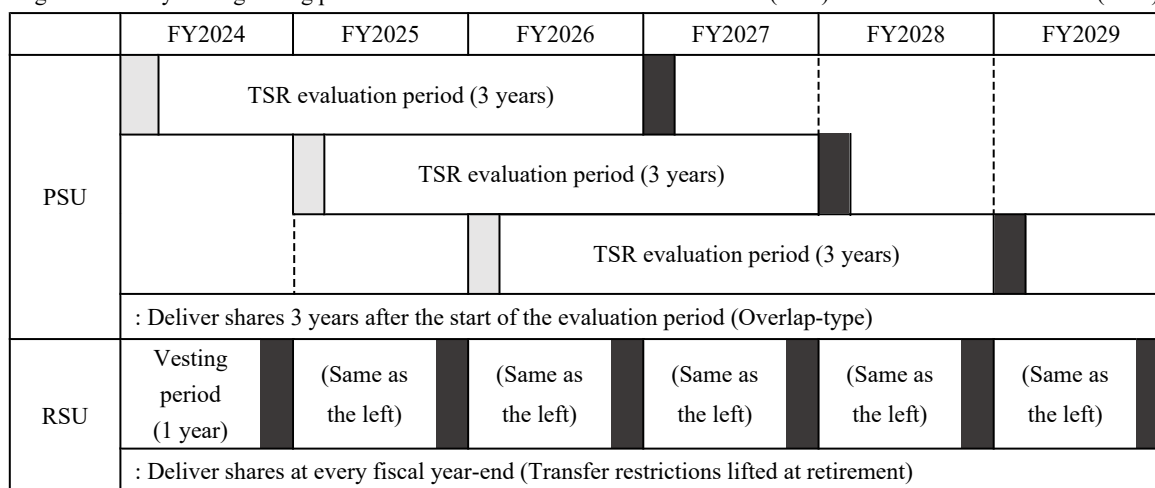 FY2024 FY2025 FY2026 FY2027 FY2028 FY2029
PSU
TSR evaluation period (3 years)
TSR evaluation period (3 years)
TSR evaluation period (3 years)
: Deliver shares 3 years after the start of the evaluation period (Overlap-type)
RSU
Vesting
period
(1 year)
(Same as
the left)
(Same as
the left)
(Same as
the left)
(Same as
the left)
(Same as
the left)
: Deliver shares at every fiscal year-end (Transfer restrictions lifted at retirement)